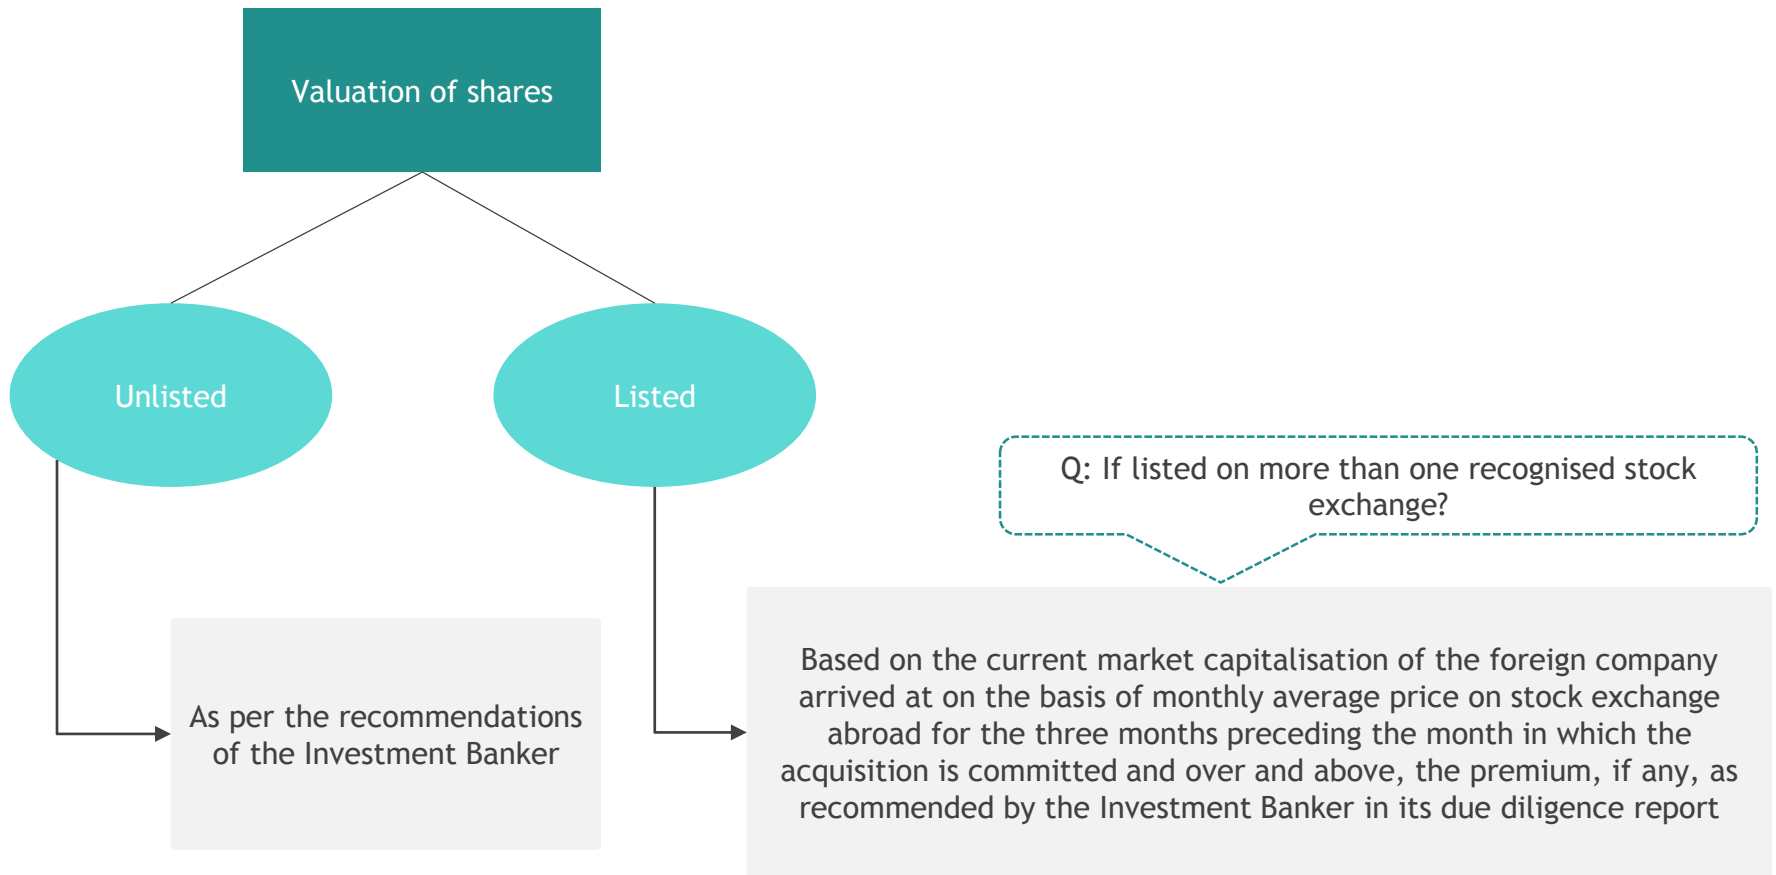 Valuation of shares
Unlisted
Listed
Q: If listed on more than one recognised stock
exchange?
As per the recommendations
of the Investment Banker
Based on the current market capitalisation of the foreign company
arrived at on the basis of monthly average price on stock exchange
abroad for the three months preceding the month in which the
acquisition is committed and over and above, the premium, if any, as
recommended by the Investment Banker in its due diligence report